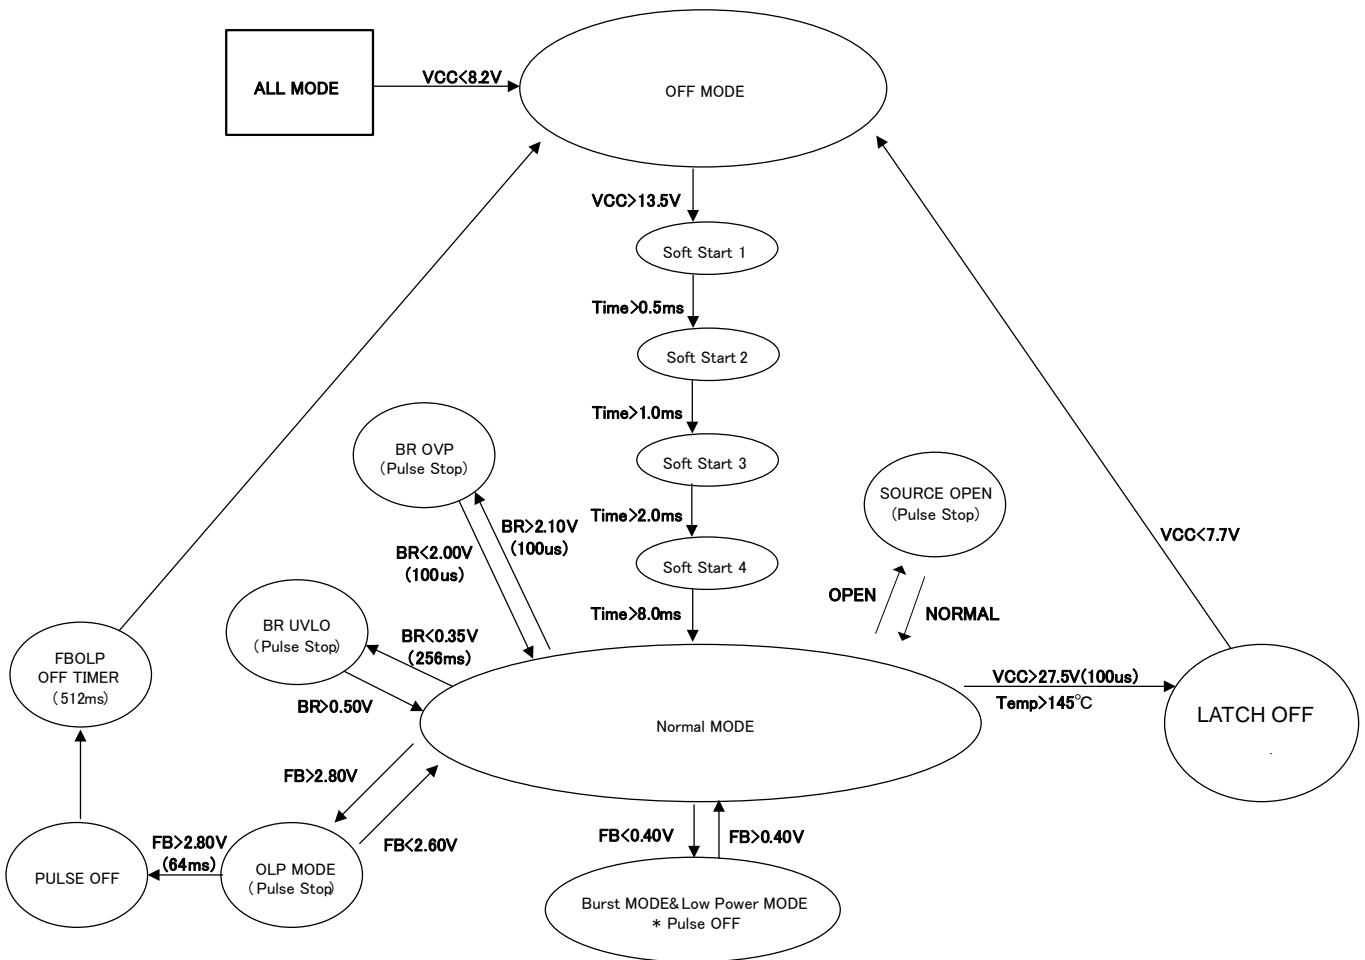 ALL MODE
VCC<8.2V
OFF MODE
VCC>13.5V
Soft Start 1
Time>0.5ms
Soft Start 2
Time>1.0ms
Soft Start 3
Time>2.0ms
Soft Start 4
Time>8.0ms
BR OVP
(Pulse Stop)
BR>2.10V
(100us)
BR<2.00V
(100us)
SOURCE OPEN
(Pulse Stop)
OPEN
NORMAL
VCC<7.7V
BR UVLO
(Pulse Stop)
BR<0.35V
(256ms)
BR>0.50V
FBOLP
OFF TIMER
(512ms)
Normal MODE
VCC>27.5V(100us)
Temp>145℃
LATCH OFF
FB>2.80V
FB<2.60V
FB>2.80V
(64ms)
PULSE OFF
OLP MODE
(Pulse Stop)
FB<0.40V
FB>0.40V
Burst MODE&Low Power MODE
* Pulse OFF